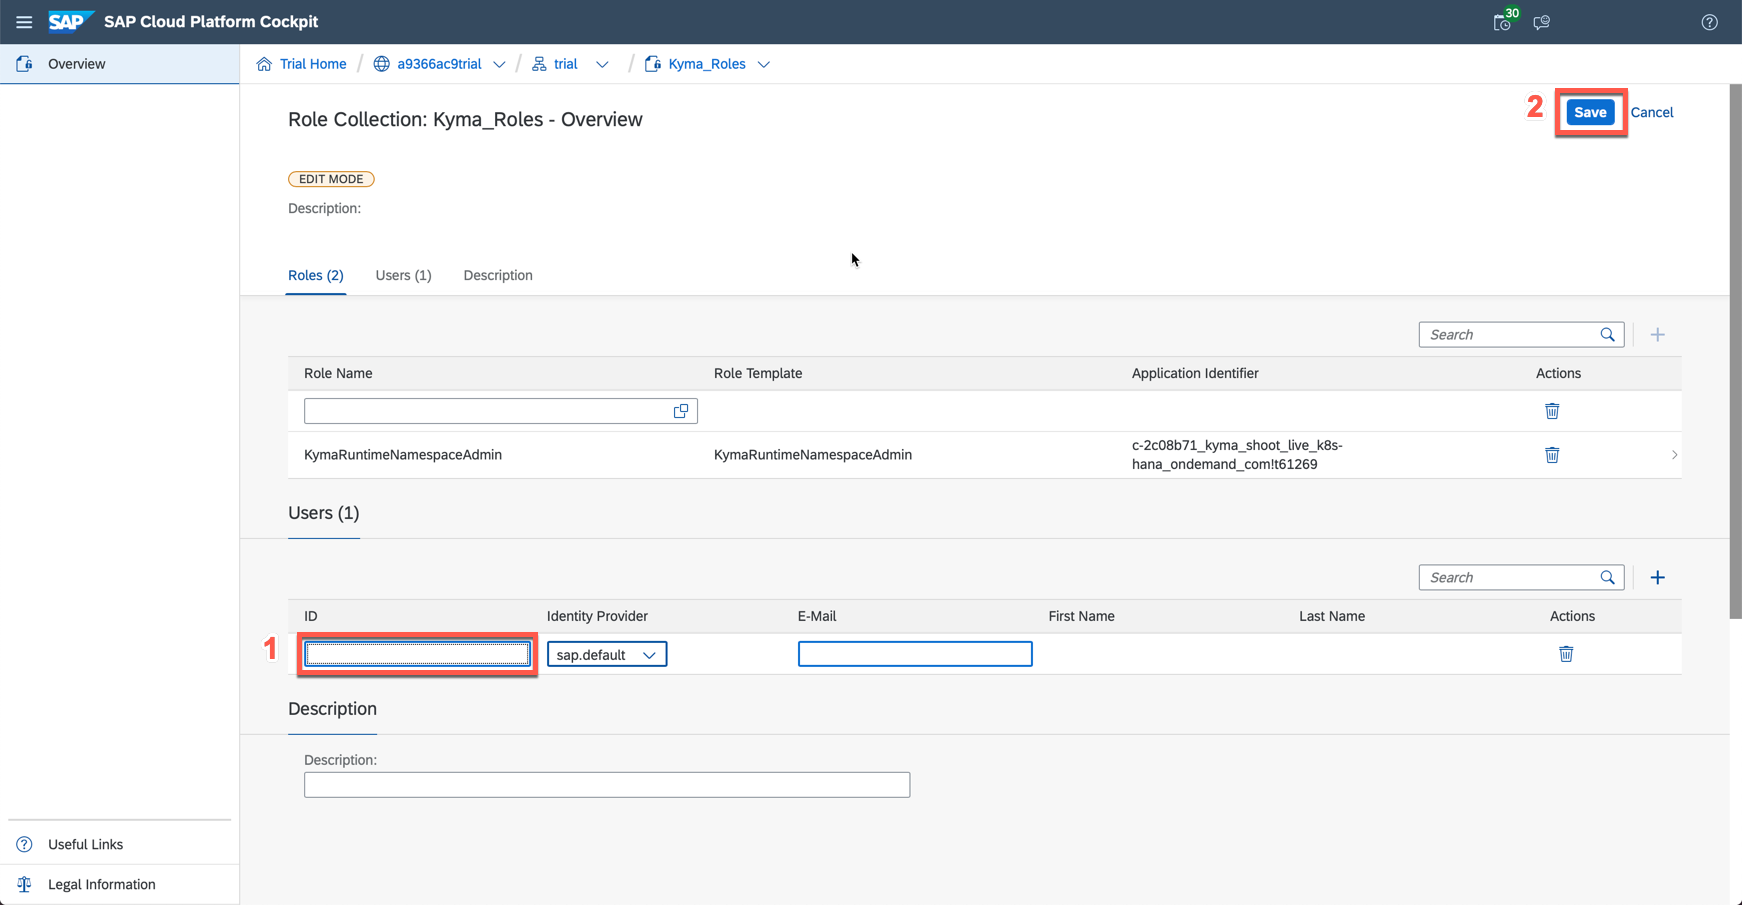 SAP SAP Cloud Platform Cockpit
30
Overview
Trial Home / a9366ac9trial / trial / Kyma_Roles
Role Collection: Kyma_Roles - Overview
2 Save Cancel
EDIT MODE
Description:
Roles (2) Users (1) Description
Search
Role Name Role Template Application Identifier Actions
KymaRuntimeNamespaceAdmin KymaRuntimeNamespaceAdmin c-2c08b71_kyma_shoot_live_k8s-
hana_ondemand_com!t61269
Users (1)
Search
ID Identity Provider E-Mail First Name Last Name Actions
1 sap.default
Description
Description:
Useful Links
Legal Information